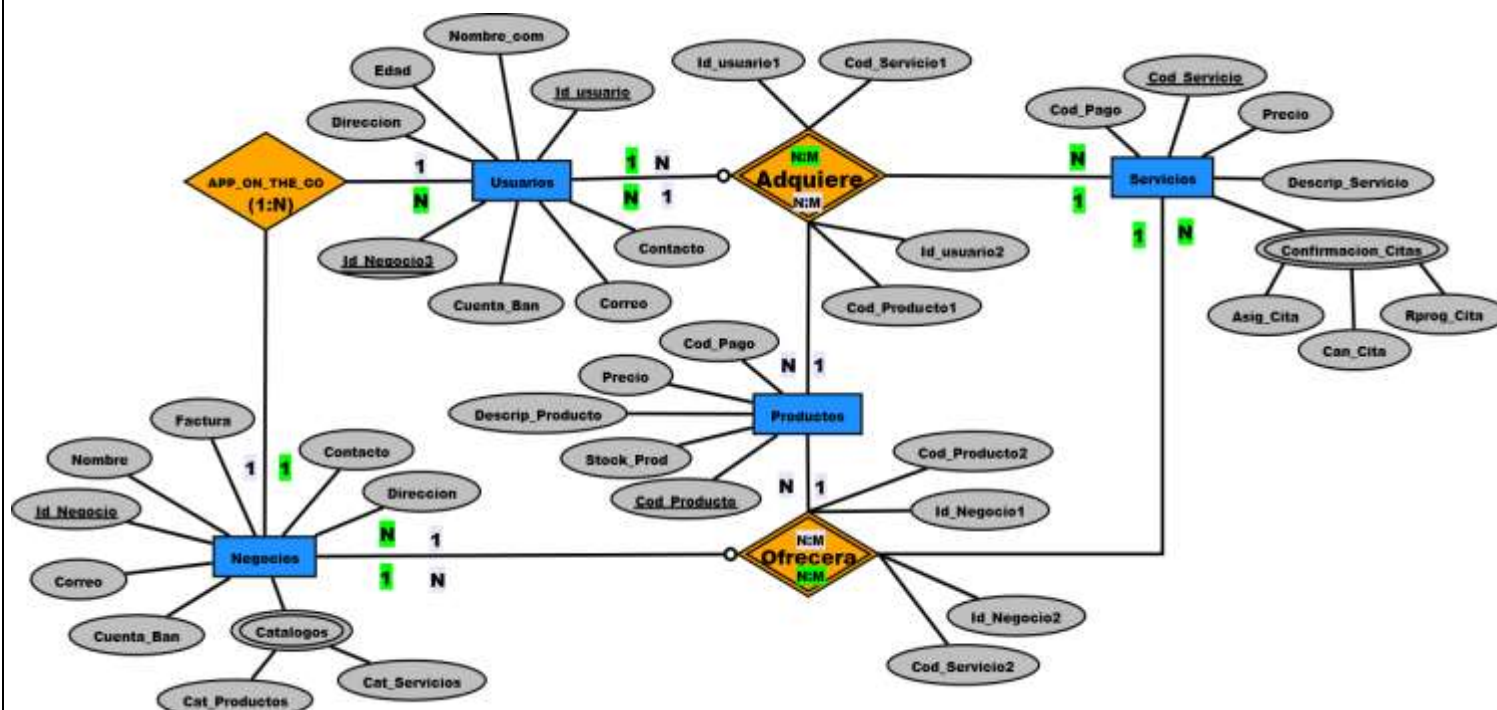 Nombre_com
Id_usuario1
Cod_Servicio1
Edad
Id_usuario
Cod_Servicio
Cod_Pago
Precio
Direccion
APP_ON_THE_GO
(1:N)
1
N
Usuarios
1 N
N 1
N:M
Adquiere
N:M
N
1
Servicios
Descrip_Servicio
1 N
Id_Negocio3
Cuenta_Ban
Correo
Contacto
Id_usuario2
Cod_Producto1
Confirmacion_Citas
Asig_Cita
Can_Cita
Rprog_Cita
Cod_Pago
N 1
Precio
Descrip_Producto
Productos
Stock_Prod
Cod_Producto
Factura
Nombre
1 1
Contacto
Id_Negocio
Direccion
N 1
Cod_Producto2
Id_Negocio1
Negocios
N 1
1 N
N:M
Ofrecera
N:M
Correo
Cuenta_Ban
Catalogos
Cat_Productos
Cat_Servicios
Id_Negocio2
Cod_Servicio2